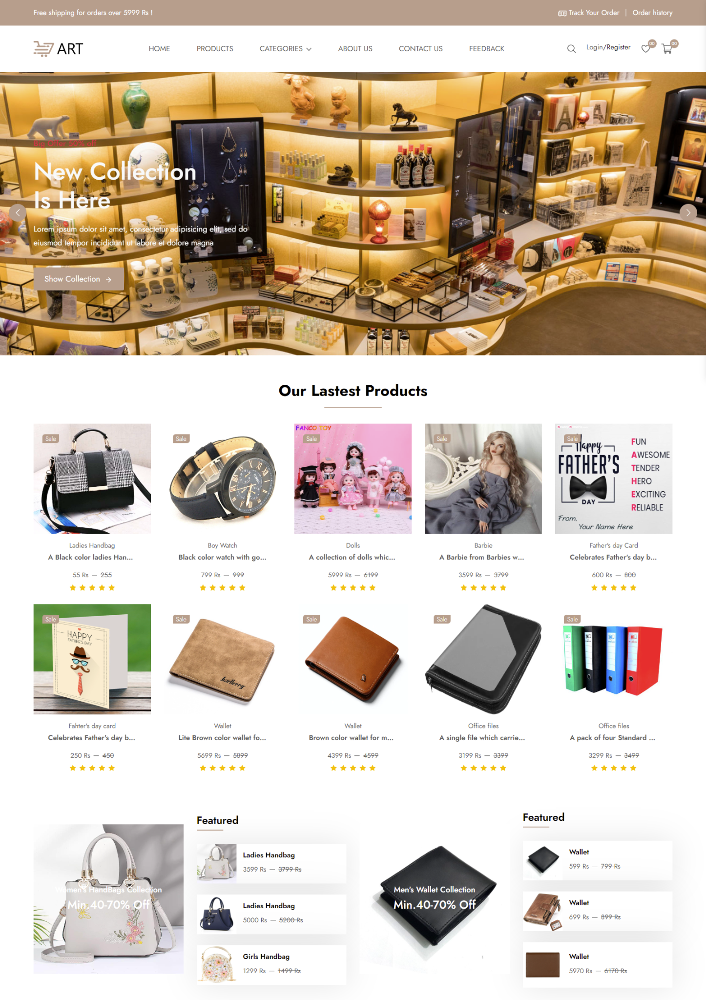 Free shipping for orders over 5999 Rs !
Track Your Order | Order history
ART
HOME
PRODUCTS
CATEGORIES
ABOUT US
CONTACT US
FEEDBACK
Login/Register
00
00
Big Offer 50% off
New Collection
Is Here
Lorem ipsum dolor sit amet, consectetur adipisicing elit, sed do
eiusmod tempor incididunt ut labore et dolore magna
Show Collection
Our Lastest Products
Sale
Ladies Handbag
A Black color ladies Han...
55 Rs — 255
Sale
Boy Watch
Black color watch with go...
799 Rs — 999
FANCO TOY
Sale
Dolls
A collection of dolls whic...
5999 Rs — 6199
Sale
Barbie
A Barbie from Barbies w...
3599 Rs — 3799
Sale
Happy
FATHER'S
DAY
FUN
AWESOME
TENDER
HERO
EXCITING
RELIABLE
From,
Your Name Here
Father's day Card
Celebrates Father's day b...
600 Rs — 800
Sale
HAPPY
FATHER'S DAY
Fahter's day card
Celebrates Father's day b...
250 Rs — 450
Sale
baellerry
Wallet
Lite Brown color wallet fo...
5699 Rs — 5899
Sale
Wallet
Brown color wallet for m...
4399 Rs — 4599
Sale
Office files
A single file which carrie...
3199 Rs — 3399
Sale
Office files
A pack of four Standard ...
3299 Rs — 3499
Women's HandBags Collection
Min.40-70% Off
Featured
Ladies Handbag
3599 Rs — 3799 Rs
Ladies Handbag
5000 Rs — 5200 Rs
Girls Handbag
1299 Rs — 1499 Rs
Men's Wallet Collection
Min.40-70% Off
Featured
Wallet
599 Rs — 799 Rs
Wallet
699 Rs — 899 Rs
Wallet
5970 Rs — 6170 Rs